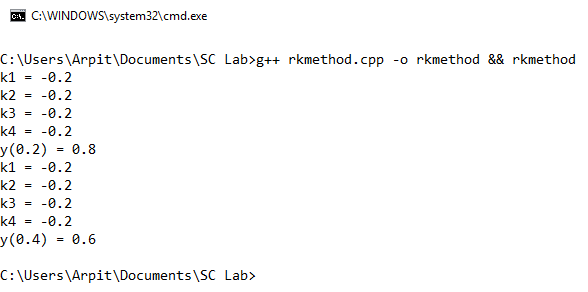 C:\WINDOWS\system32\cmd.exe
C:\Users\Arpit\Documents\SC Lab>g++ rkmethod.cpp -o rkmethod && rkmethod
k1 = -0.2
k2 = -0.2
k3 = -0.2
k4 = -0.2
y(0.2) = 0.8
k1 = -0.2
k2 = -0.2
k3 = -0.2
k4 = -0.2
y(0.4) = 0.6
C:\Users\Arpit\Documents\SC Lab>